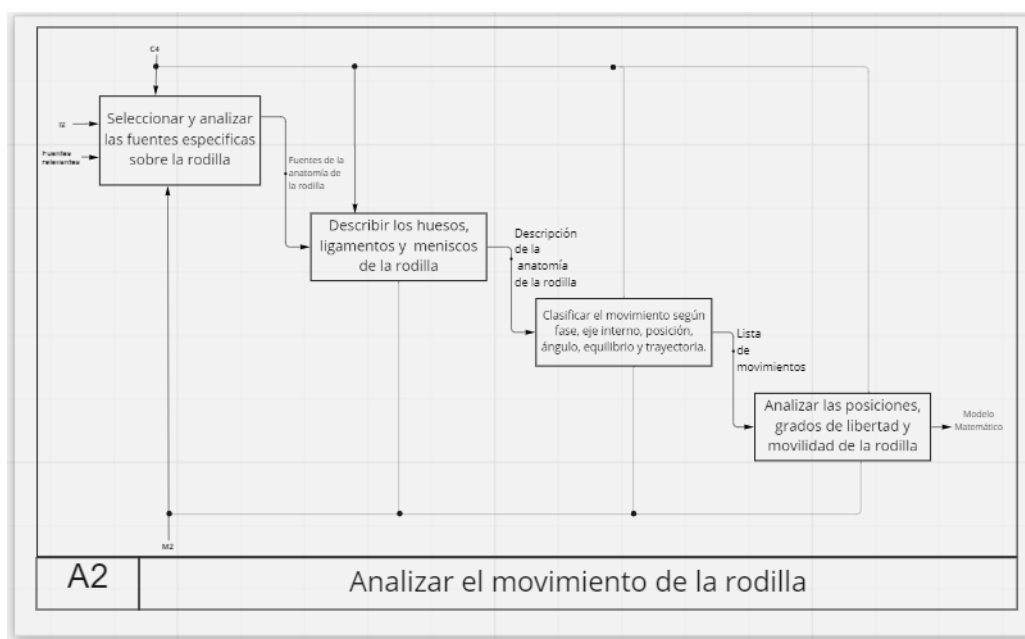 C4
Seleccionar y analizar
las fuentes especificas
sobre la rodilla
I2
Fuentes
relevantes
Fuentes de la
anatomía de
la rodilla
Describir los huesos,
ligamentos y meniscos
de la rodilla
Descripción
de la
anatomía
de la rodilla
Clasificar el movimiento según
fase, eje interno, posición,
ángulo, equilibrio y trayectoria.
Lista
de
movimientos
Analizar las posiciones,
grados de libertad y
movilidad de la rodilla
Modelo
Matemático
M2
A2
Analizar el movimiento de la rodilla